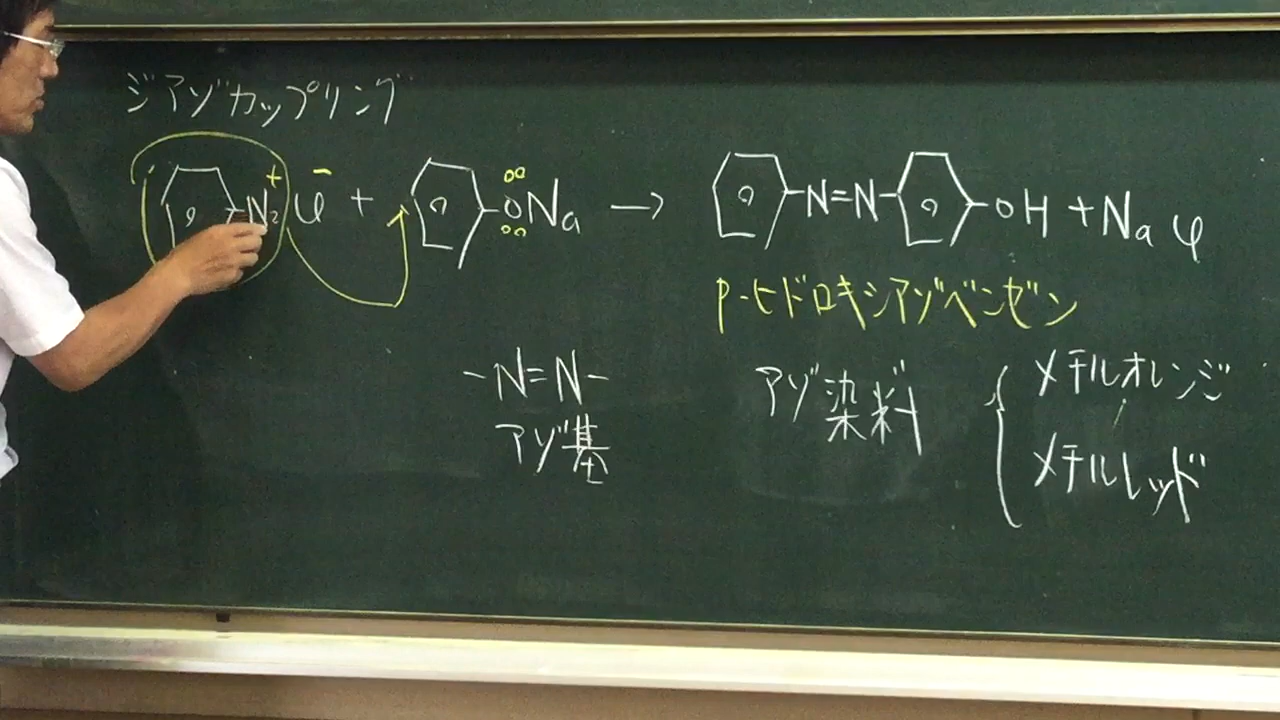 ジアゾカップリング
N₂⁺ Cl⁻ + ONa → N=N OH + NaCl
p-ヒドロキシアゾベンゼン
-N=N-
アゾ基
アゾ染料
メチルオレンジ
メチルレッド